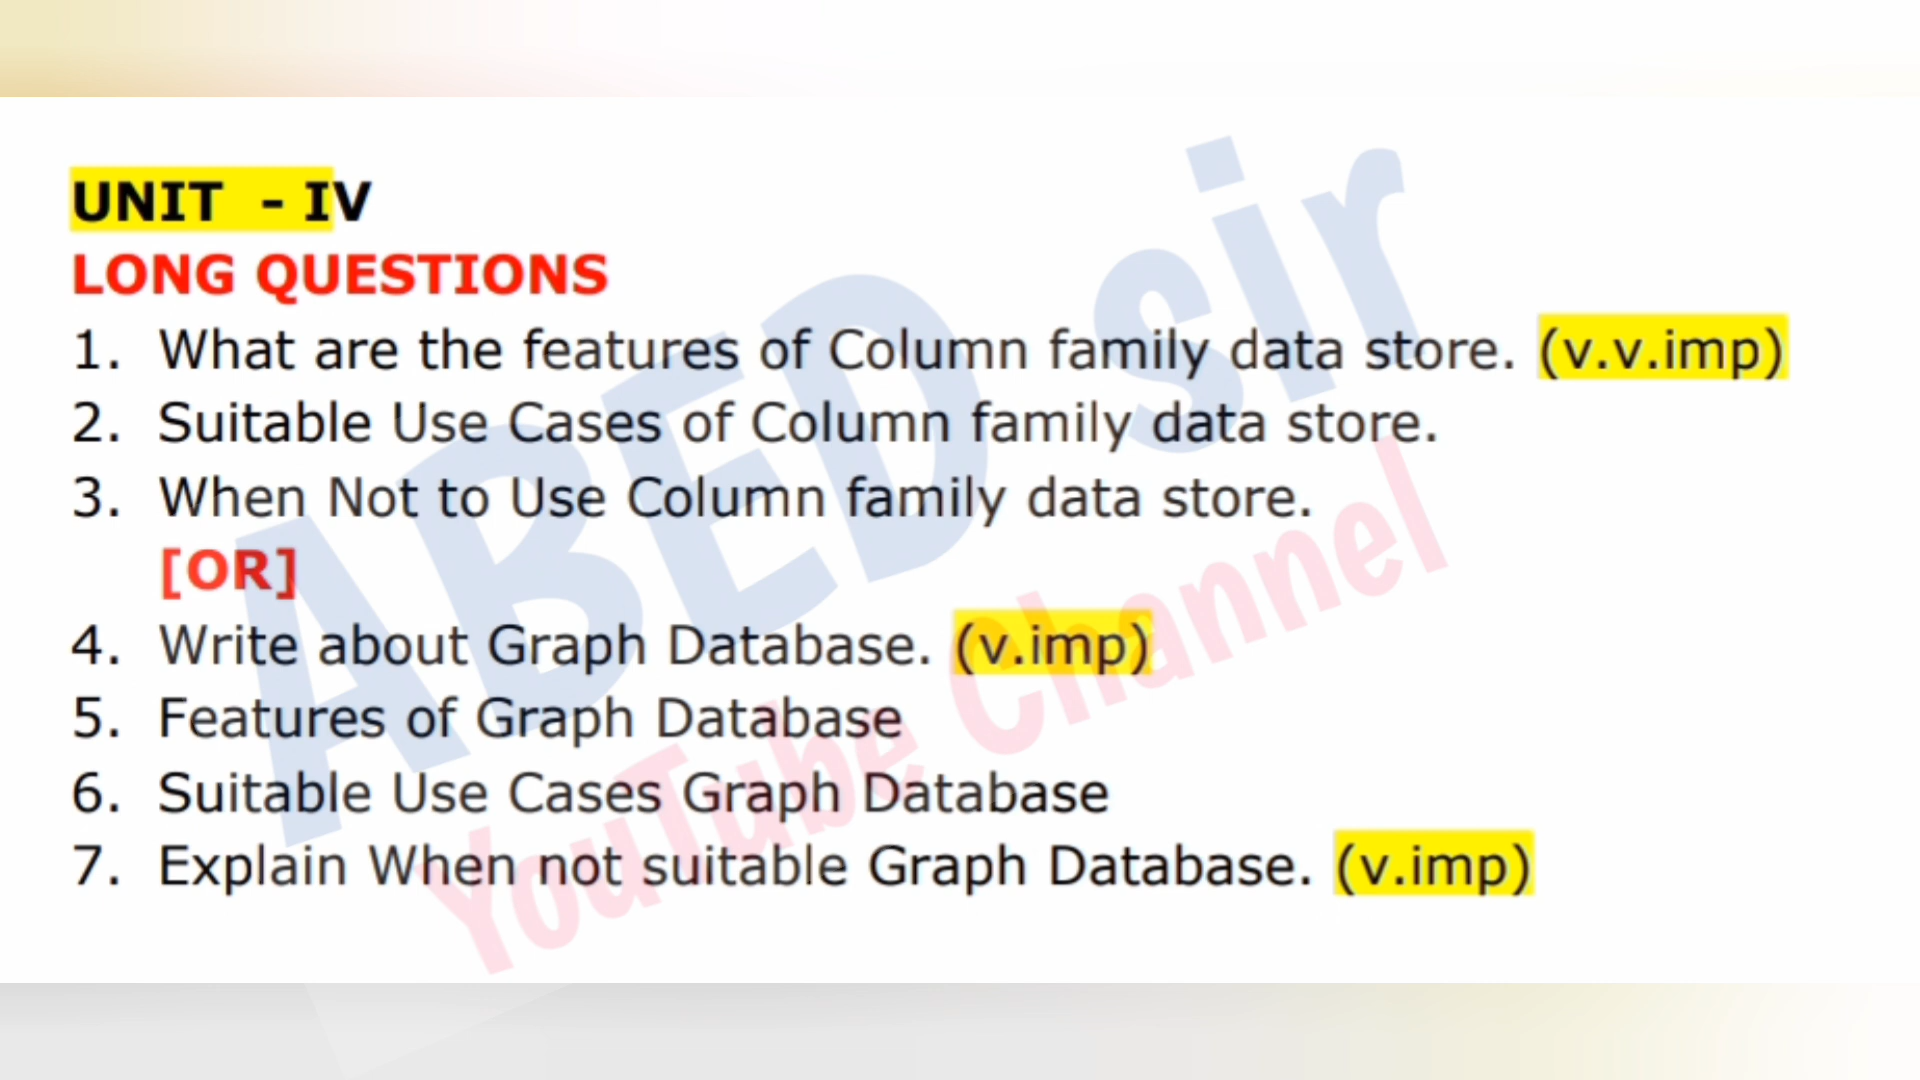 UNIT - IV
LONG QUESTIONS
1. What are the features of Column family data store. (v.v.imp)
2. Suitable Use Cases of Column family data store.
3. When Not to Use Column family data store.
[OR]
4. Write about Graph Database. (v.imp)
5. Features of Graph Database
6. Suitable Use Cases Graph Database
7. Explain When not suitable Graph Database. (v.imp)
ABED sir
YouTube Channel